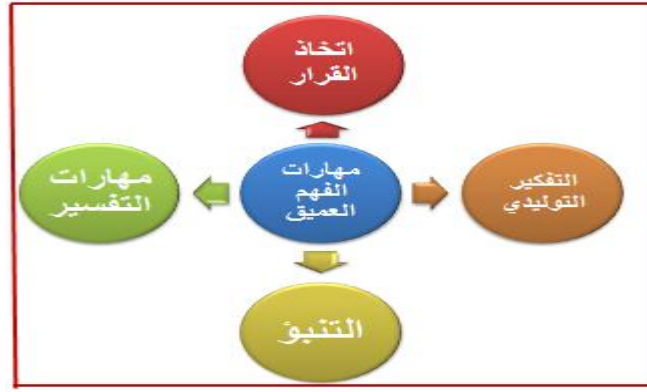 اتخاذ
القرار
التفكير
التوليدي
مهارات
الفهم
العميق
مهارات
التفسير
التنبؤ